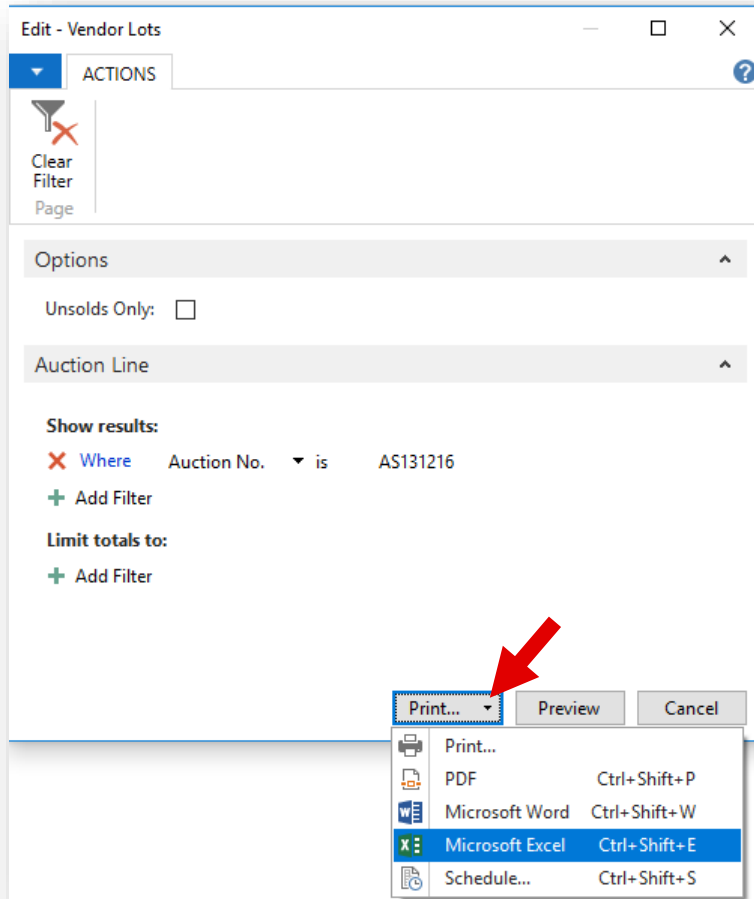 Edit - Vendor Lots
ACTIONS
?
Clear
Filter
Page
Options
Unsolds Only:
Auction Line
Show results:
Where Auction No. is AS131216
Add Filter
Limit totals to:
Add Filter
Print... Preview Cancel
Print...
PDF Ctrl+Shift+P
Microsoft Word Ctrl+Shift+W
Microsoft Excel Ctrl+Shift+E
Schedule... Ctrl+Shift+S